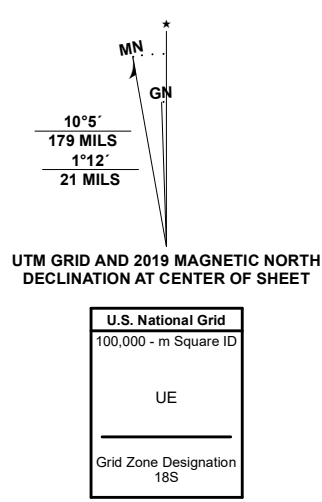 ★
MN
GN
10°5´
179 MILS
1°12´
21 MILS
UTM GRID AND 2019 MAGNETIC NORTH
DECLINATION AT CENTER OF SHEET
U.S. National Grid
100,000 - m Square ID
UE
Grid Zone Designation
18S